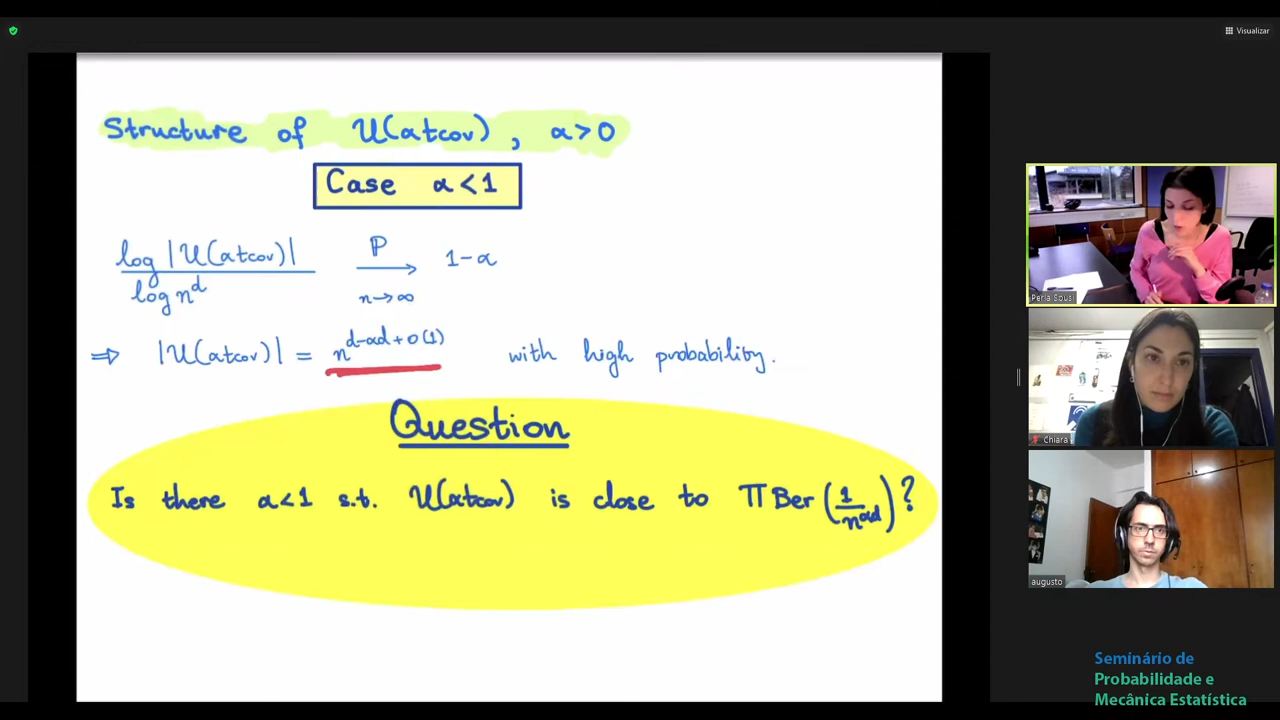 Visualizar
Structure of U(αtcov), α>0
Case α<1
log |U(αtcov)| / log n^d →^P_{n→∞} 1-α
⇒ |U(αtcov)| = n^{d-αd+o(1)} with high probability.
Question
Is there α<1 s.t. U(αtcov) is close to Π Ber (1/n^{αd})?
Perla Sousi
Chiara
augusto
Seminário de
Probabilidade e
Mecânica Estatística